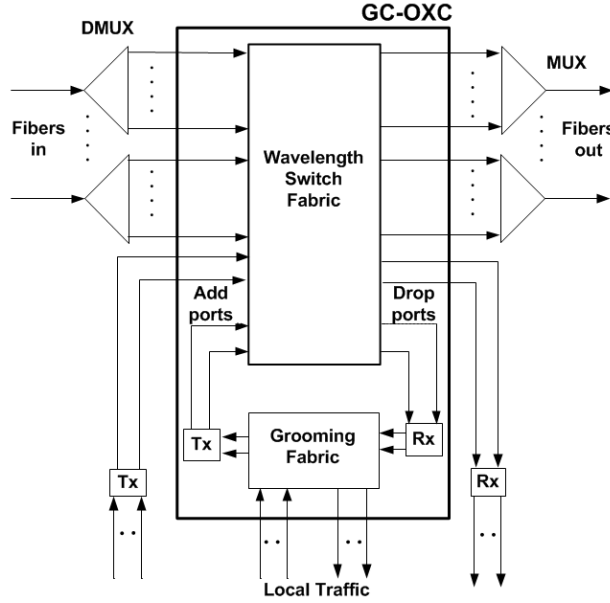 GC-OXC
DMUX
MUX
Fibers
in
Fibers
out
Wavelength
Switch
Fabric
Add
ports
Drop
ports
Tx
Grooming
Fabric
Rx
Tx
Rx
Local Traffic